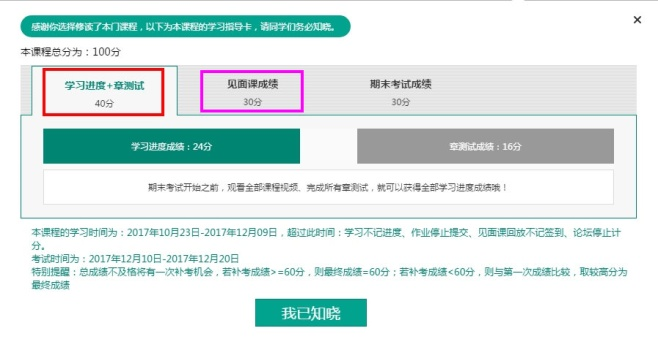 感谢你选择修读了本门课程，以下为本课程的学习指导卡，请同学们务必知晓。
×
本课程总分为：100分
学习进度+章测试
40分
见面课成绩
30分
期末考试成绩
30分
学习进度成绩：24分
章测试成绩：16分
期末考试开始之前，观看全部课程视频、完成所有章测试，就可以获得全部学习进度成绩哦！
本课程的学习时间为：2017年10月23日-2017年12月09日，超过此时间：学习不记进度、作业停止提交、见面课回放不记签到、论坛停止计
分。
考试时间为：2017年12月10日-2017年12月20日
特别提醒：总成绩不及格将有一次补考机会，若补考成绩>=60分，则最终成绩=60分；若补考成绩<60分，则与第一次成绩比较，取较高分为
最终成绩
我已知晓